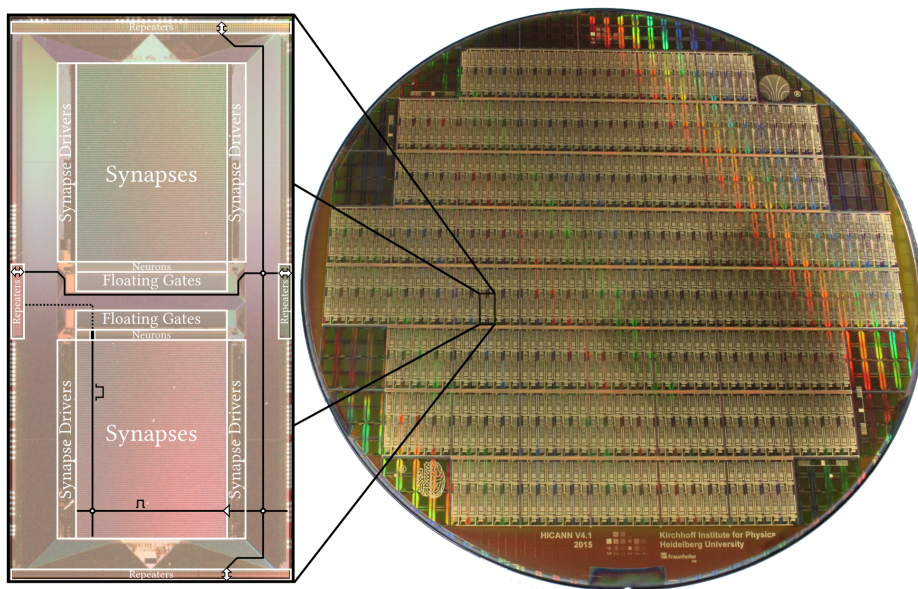 Repeaters
Synapse Drivers
Synapses
Synapse Drivers
Neurons
Floating Gates
Repeaters
Repeaters
Floating Gates
Neurons
Synapse Drivers
Synapses
Synapse Drivers
Repeaters
HICANN V4.1
2015
Kirchhoff Institute for Physics
Heidelberg University
Fraunhofer